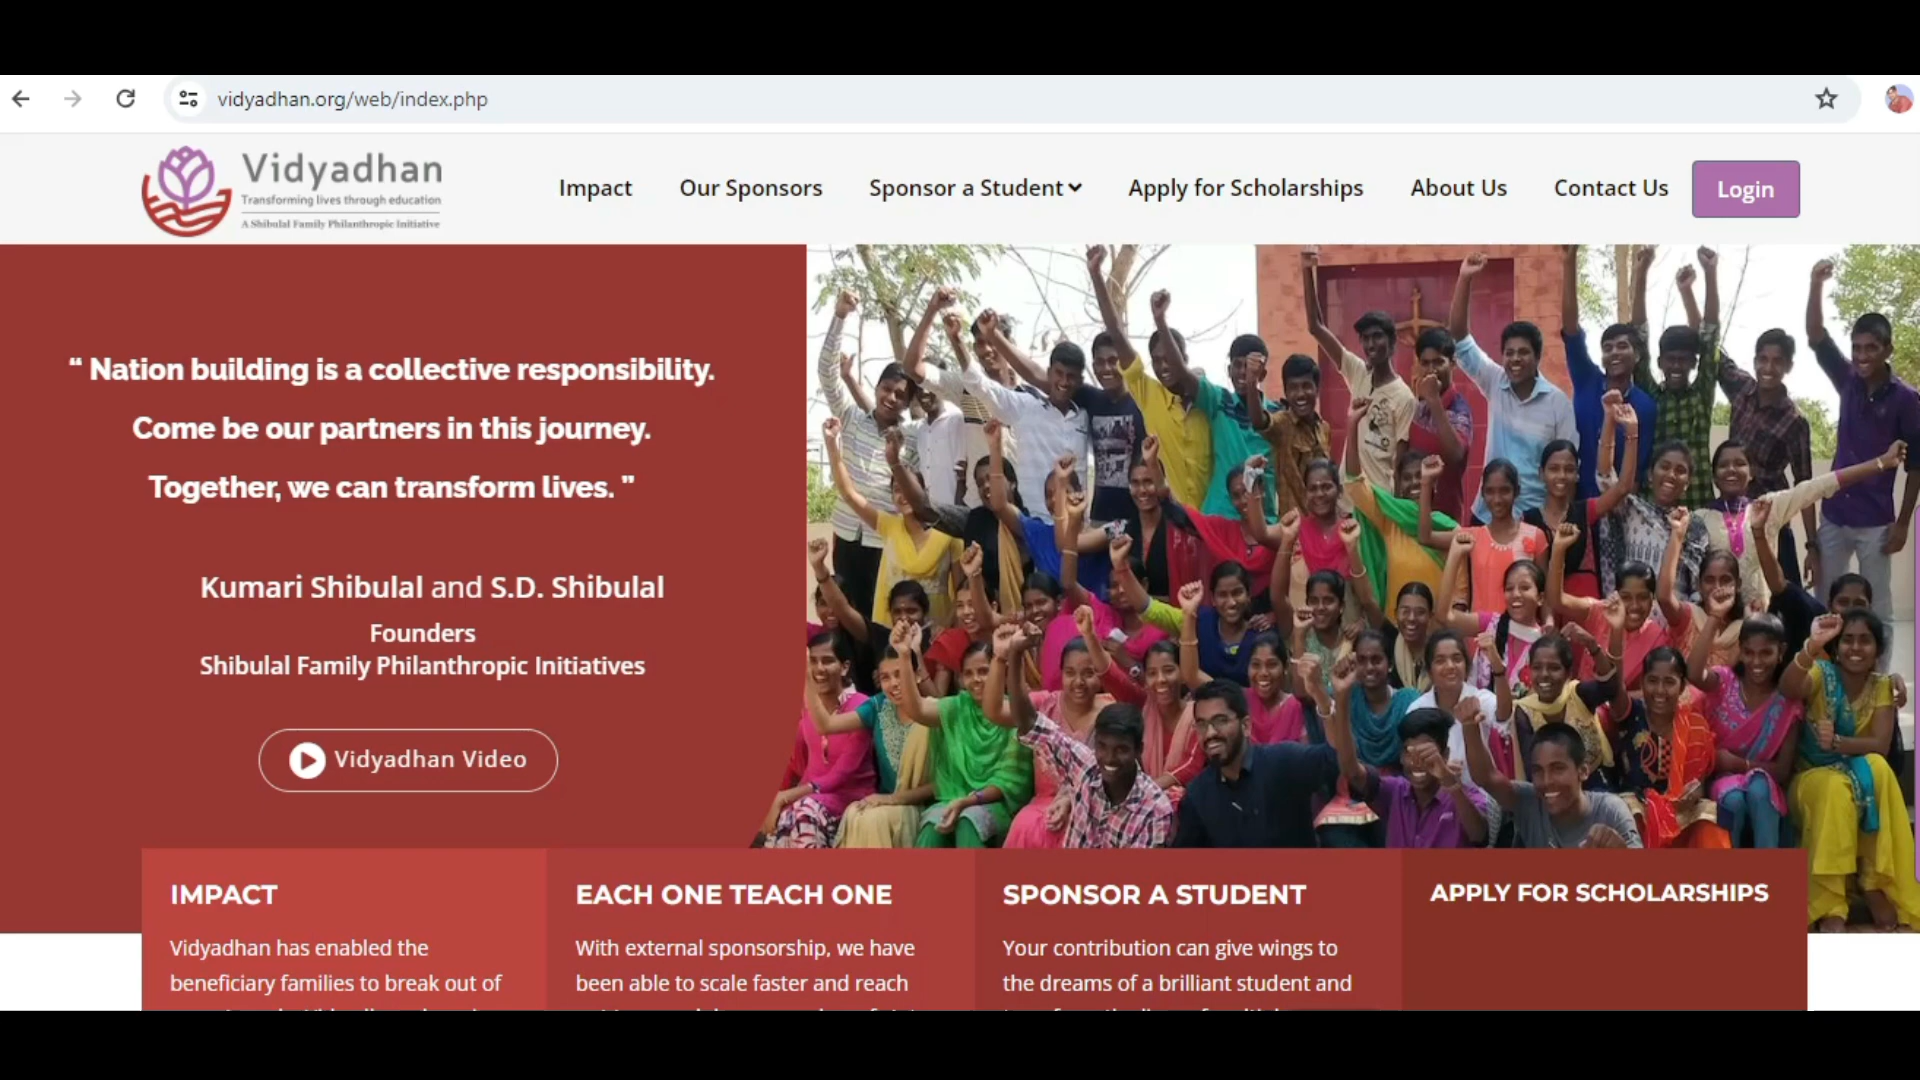 vidyadhan.org/web/index.php
Vidyadhan
Transforming lives through education
A Shibulal Family Philanthropic Initiative
Impact
Our Sponsors
Sponsor a Student
Apply for Scholarships
About Us
Contact Us
Login
“ Nation building is a collective responsibility.
Come be our partners in this journey.
Together, we can transform lives. ”
Kumari Shibulal and S.D. Shibulal
Founders
Shibulal Family Philanthropic Initiatives
Vidyadhan Video
IMPACT
Vidyadhan has enabled the
beneficiary families to break out of
EACH ONE TEACH ONE
With external sponsorship, we have
been able to scale faster and reach
SPONSOR A STUDENT
Your contribution can give wings to
the dreams of a brilliant student and
APPLY FOR SCHOLARSHIPS